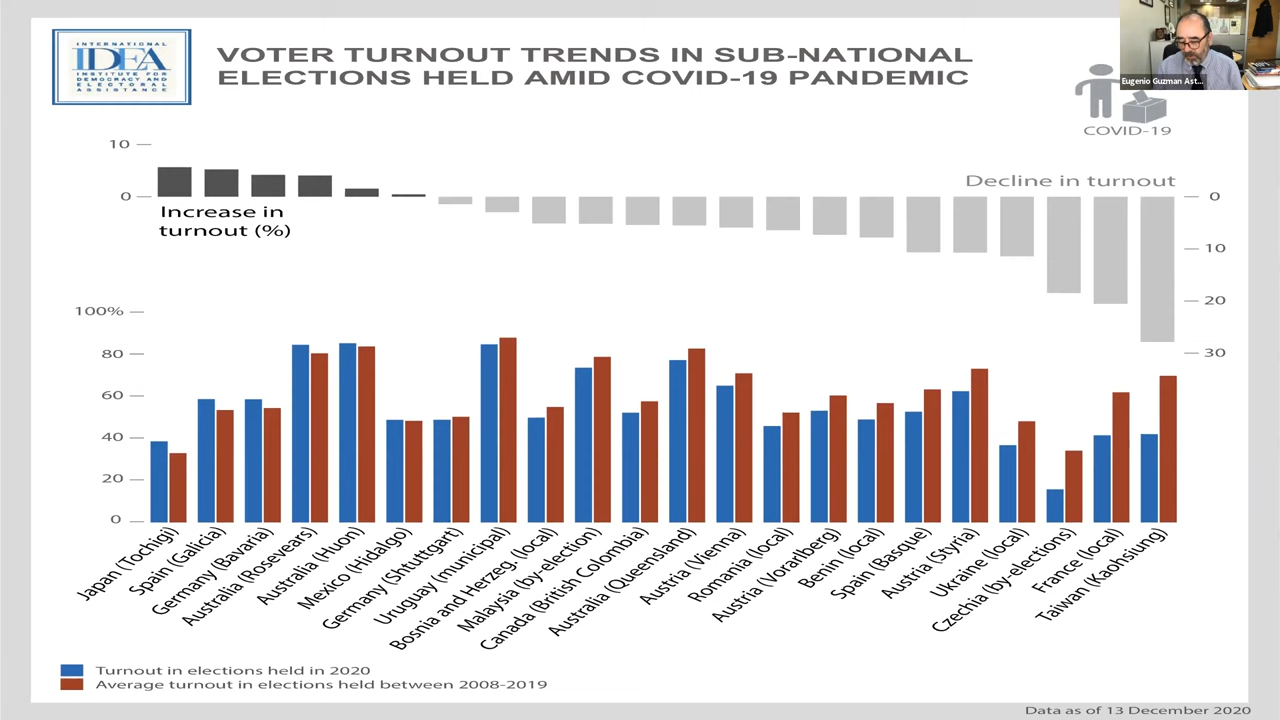 INTERNATIONAL
IDEA
INSTITUTE FOR
DEMOCRACY AND
ELECTORAL
ASSISTANCE
VOTER TURNOUT TRENDS IN SUB-NATIONAL
ELECTIONS HELD AMID COVID-19 PANDEMIC
Eugenio Guzman Ast...
COVID-19
10
0
Increase in
turnout (%)
Decline in turnout
0
10
20
30
100%
80
60
40
20
0
Japan (Tochigi)
Spain (Galicia)
Germany (Bavaria)
Australia (Rosevears)
Australia (Huon)
Mexico (Hidalgo)
Germany (Shtuttgart)
Uruguay (municipal)
Bosnia and Herzeg. (local)
Malaysia (by-election)
Canada (British Colombia)
Australia (Queensland)
Austria (Vienna)
Romania (local)
Austria (Vorarlberg)
Benin (local)
Spain (Basque)
Austria (Styria)
Ukraine (local)
Czechia (by-elections)
France (local)
Taiwan (Kaohsiung)
Turnout in elections held in 2020
Average turnout in elections held between 2008-2019
Data as of 13 December 2020